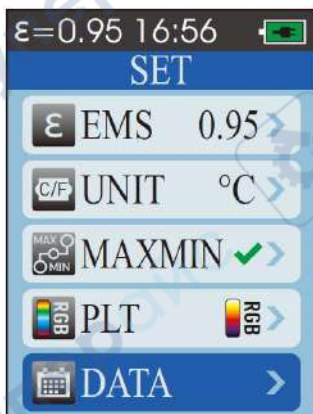 ε=0.95 16:56
SET
ε EMS 0.95
C/F UNIT °C
MAX MIN MAXMIN
RGB PLT RGB
DATA